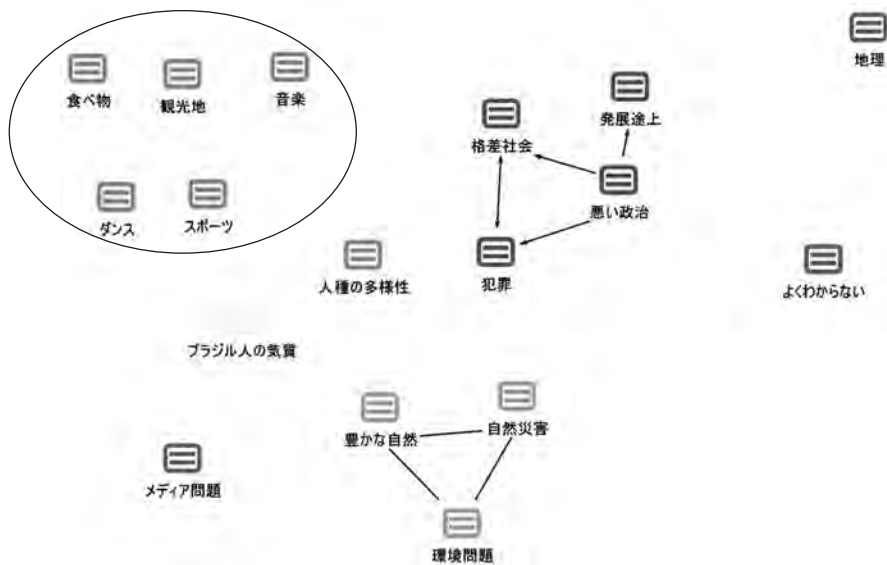 地理
食べ物
観光地
音楽
発展途上
格差社会
ダンス
スポーツ
悪い政治
人種の多様性
犯罪
よくわからない
ブラジル人の気質
豊かな自然
自然災害
メディア問題
環境問題